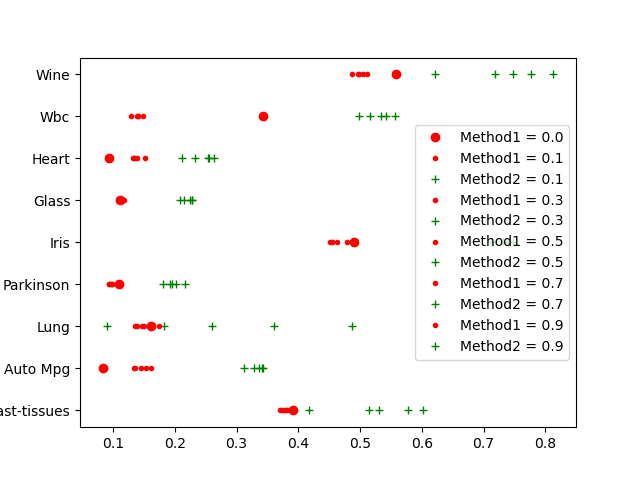 Wine
Wbc
Heart
Glass
Iris
Parkinson
Lung
Auto Mpg
ast-tissues
Method1 = 0.0
Method1 = 0.1
Method2 = 0.1
Method1 = 0.3
Method2 = 0.3
Method1 = 0.5
Method2 = 0.5
Method1 = 0.7
Method2 = 0.7
Method1 = 0.9
Method2 = 0.9
0.1 0.2 0.3 0.4 0.5 0.6 0.7 0.8